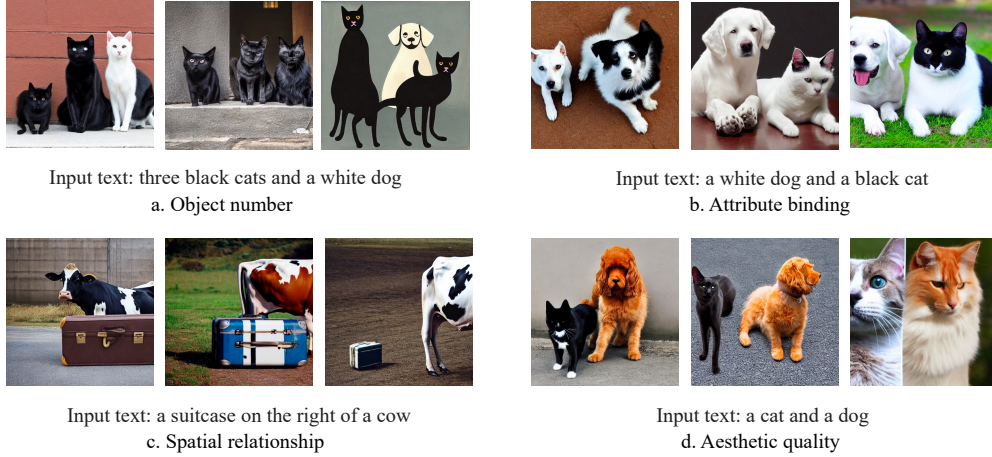 Input text: three black cats and a white dog
a. Object number
Input text: a white dog and a black cat
b. Attribute binding
Input text: a suitcase on the right of a cow
c. Spatial relationship
Input text: a cat and a dog
d. Aesthetic quality